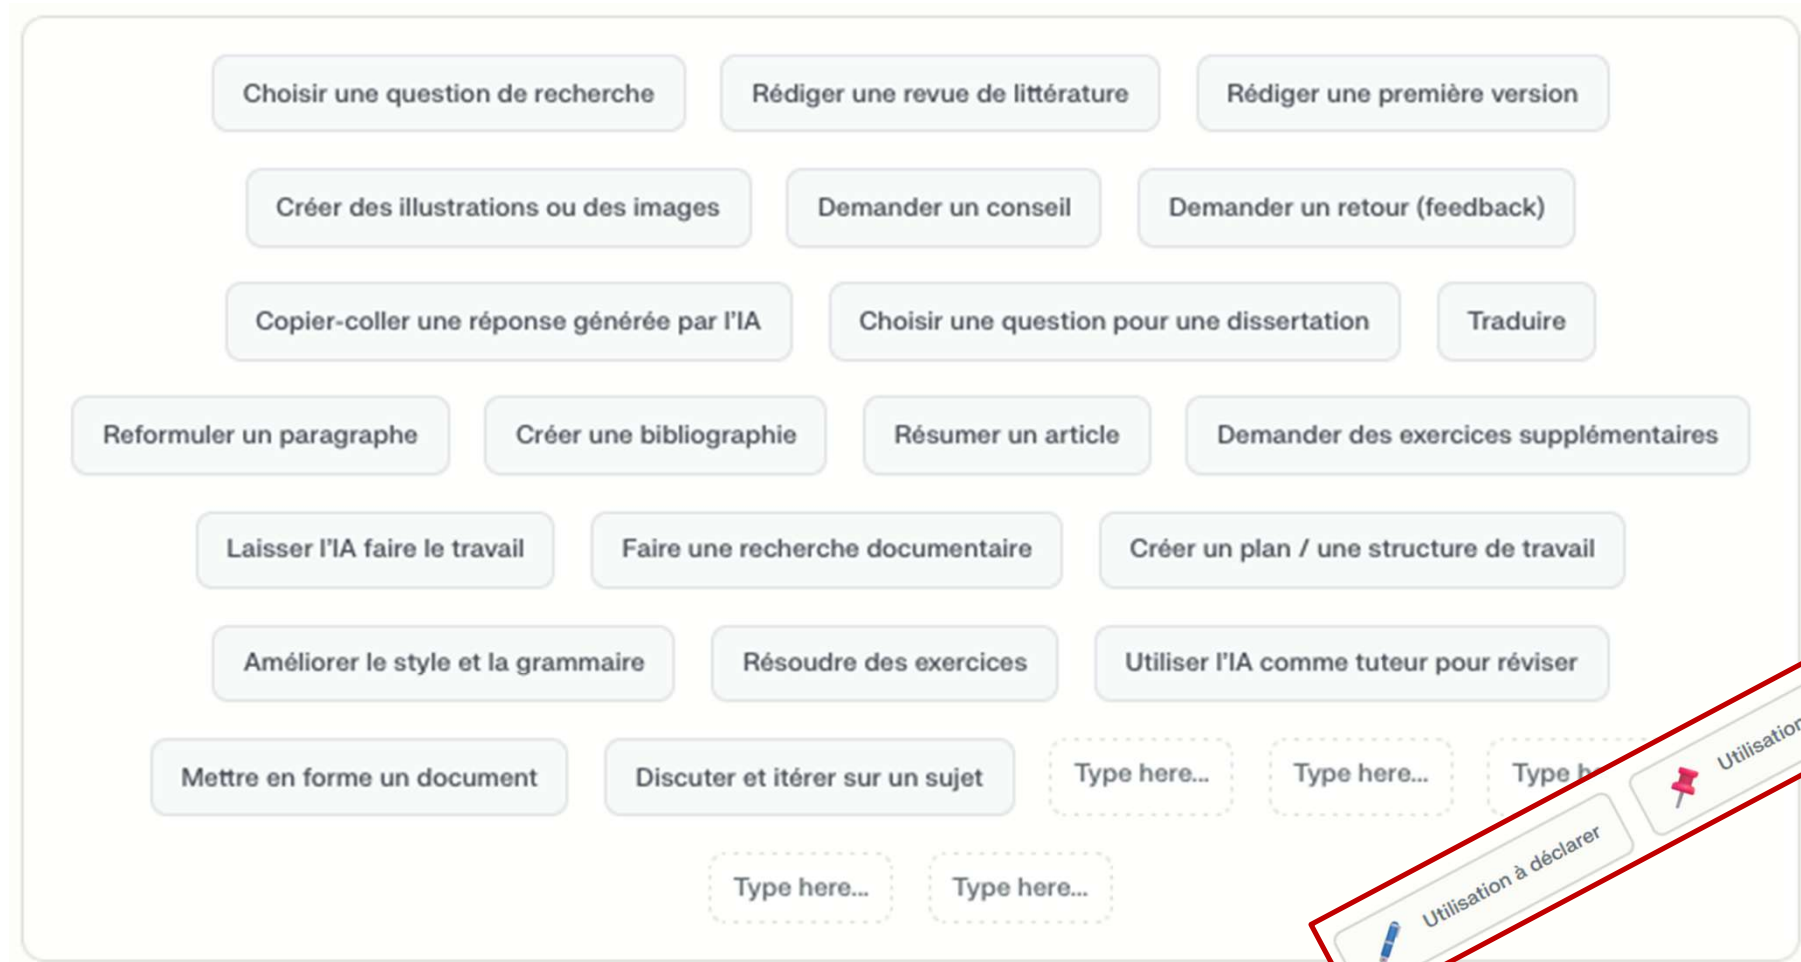 Choisir une question de recherche
Rédiger une revue de littérature
Rédiger une première version
Créer des illustrations ou des images
Demander un conseil
Demander un retour (feedback)
Copier-coller une réponse générée par l'IA
Choisir une question pour une dissertation
Traduire
Reformuler un paragraphe
Créer une bibliographie
Résumer un article
Demander des exercices supplémentaires
Laisser l'IA faire le travail
Faire une recherche documentaire
Créer un plan / une structure de travail
Améliorer le style et la grammaire
Résoudre des exercices
Utiliser l'IA comme tuteur pour réviser
Mettre en forme un document
Discuter et itérer sur un sujet
Type here...
Type here...
Type
Type here...
Type here...
Utilisation à déclarer
Utilisation